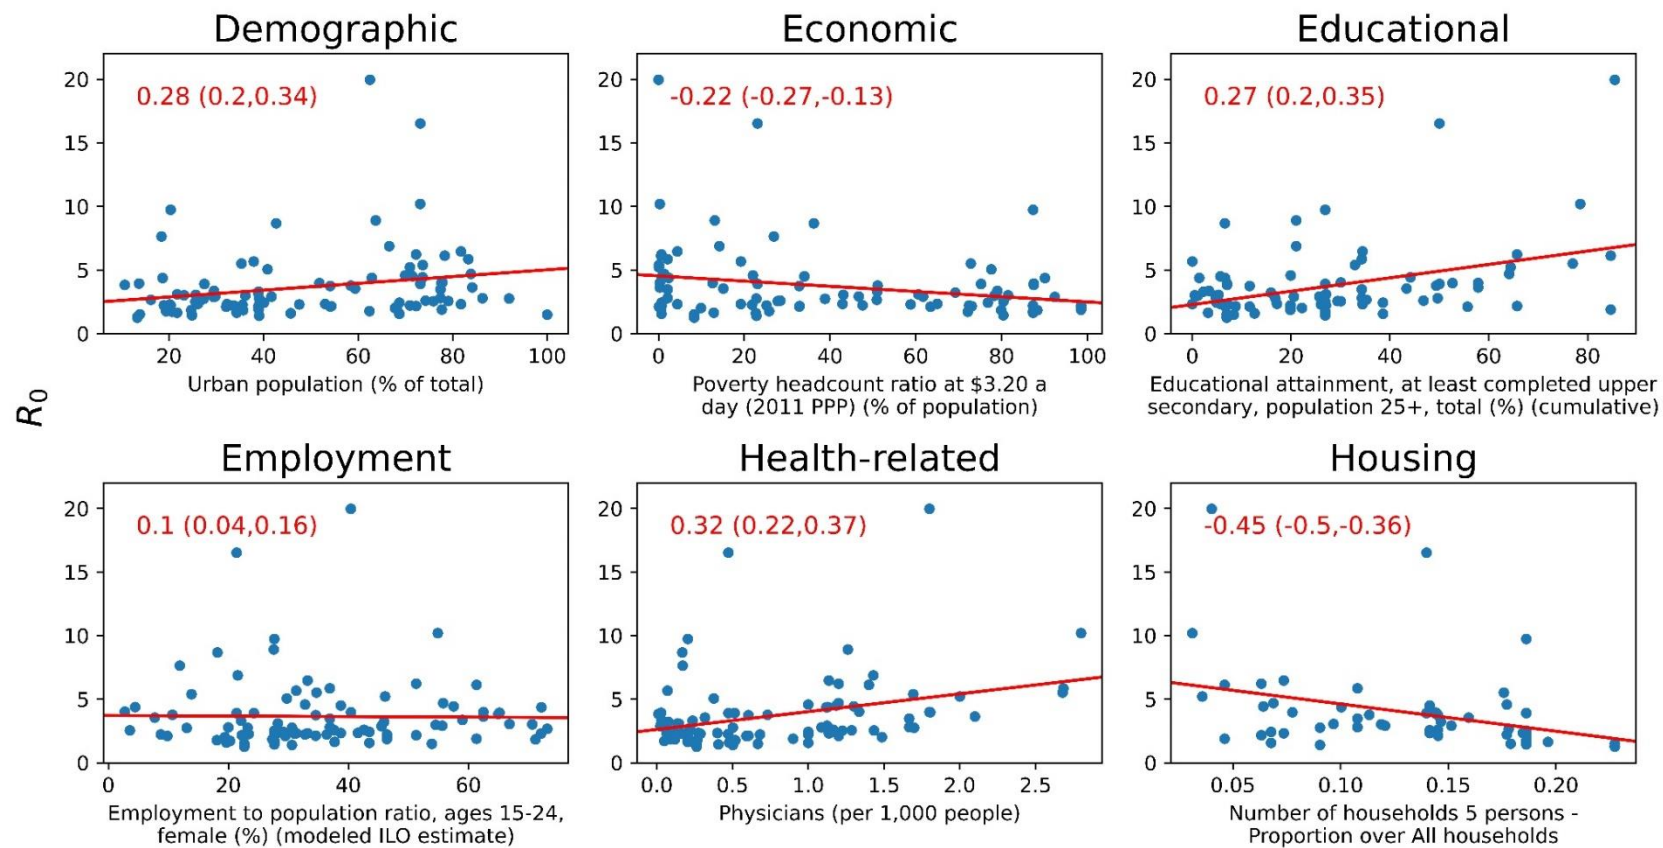 Demographic
Economic
Educational
20
15
10
5
0
0.28 (0.2,0.34)
20 40 60 80 100
Urban population (% of total)
20
15
10
5
0
-0.22 (-0.27,-0.13)
0 20 40 60 80 100
Poverty headcount ratio at $3.20 a
day (2011 PPP) (% of population)
20
15
10
5
0
0.27 (0.2,0.35)
0 20 40 60 80
Educational attainment, at least completed upper
secondary, population 25+, total (%) (cumulative)
R₀
Employment
Health-related
Housing
20
15
10
5
0
0.1 (0.04,0.16)
0 20 40 60
Employment to population ratio, ages 15-24,
female (%) (modeled ILO estimate)
20
15
10
5
0
0.32 (0.22,0.37)
0.0 0.5 1.0 1.5 2.0 2.5
Physicians (per 1,000 people)
20
15
10
5
0
-0.45 (-0.5,-0.36)
0.05 0.10 0.15 0.20
Number of households 5 persons -
Proportion over All households